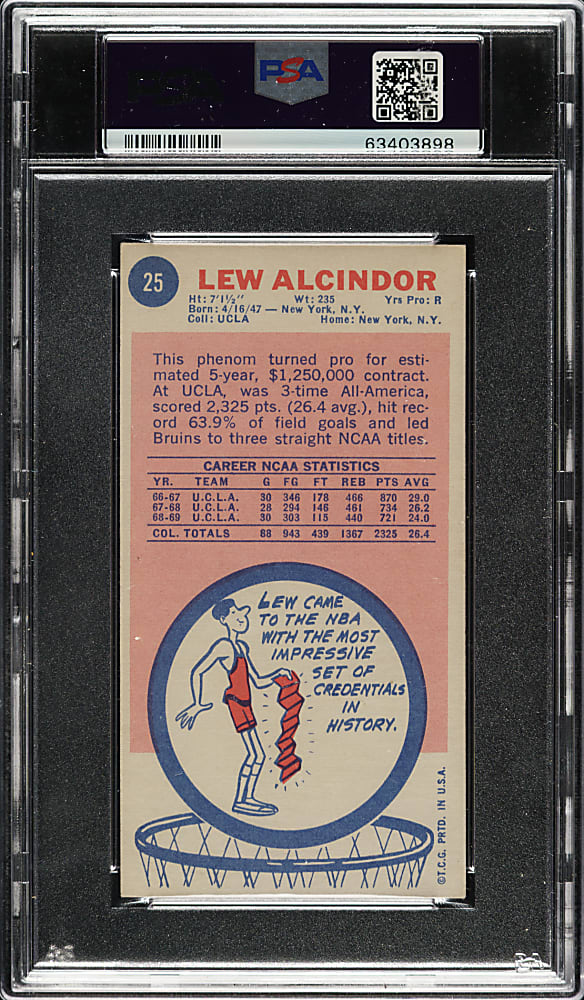 PSA
63403898
25
LEW ALCINDOR
Ht: 7'1½" Wt: 235 Yrs Pro: R
Born: 4/16/47 — New York, N.Y.
Coll: UCLA Home: New York, N.Y.
This phenom turned pro for esti-
mated 5-year, $1,250,000 contract.
At UCLA, was 3-time All-America,
scored 2,325 pts. (26.4 avg.), hit rec-
ord 63.9% of field goals and led
Bruins to three straight NCAA titles.
CAREER NCAA STATISTICS
YR. TEAM G FG FT REB PTS AVG
66-67 U.C.L.A. 30 346 178 466 870 29.0
67-68 U.C.L.A. 28 294 146 461 734 26.2
68-69 U.C.L.A. 30 303 115 440 721 24.0
COL. TOTALS 88 943 439 1367 2325 26.4
LEW CAME
TO THE NBA
WITH THE MOST
IMPRESSIVE
SET OF
CREDENTIALS
IN
HISTORY.
©T.C.G. PRTD. IN U.S.A.